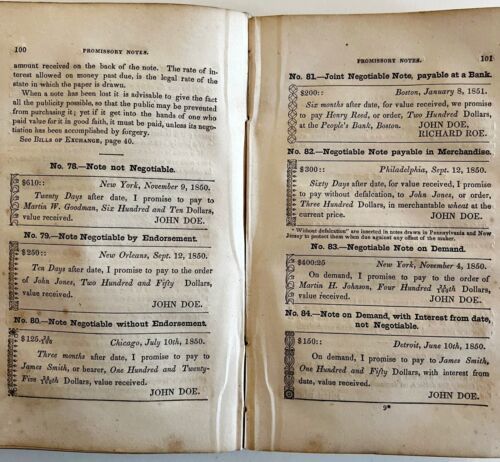 100 PROMISSORY NOTES.
amount received on the back of the note. The rate of in-
terest allowed on money past due, is the legal rate of the
state in which the paper is drawn.
When a note has been lost it is advisable to give the fact
all the publicity possible, so that the public may be prevented
from purchasing it; yet if it get into the hands of one who
paid value for it in good faith, it must be paid, unless its nego-
tiation has been accomplished by forgery.
See BILLS OF EXCHANGE, page 40.
No. 78.—Note not Negotiable.
$610:: New York, November 9, 1850.
Twenty Days after date, I promise to pay to
Martin W. Goodman, Six Hundred and Ten Dollars,
value received. JOHN DOE.
No. 79.—Note Negotiable by Endorsement.
$250:: New Orleans, Sept. 12, 1850.
Ten Days after date, I promise to pay to the order
of John Jones, Two Hundred and Fifty Dollars,
value received.
JOHN DOE.
No. 80.—Note Negotiable without Endorsement.
$125. Chicago, July 10th, 1850.
Three months after date, I promise to pay to
James Smith, or bearer, One Hundred and Twenty-
Five Dollars, value received.
JOHN DOE.
PROMISSORY NOTES. 101
No. 81.—Joint Negotiable Note, payable at a Bank.
$200:: Boston, January 8, 1851.
Six months after date, for value received, we promise
to pay Henry Reed, or order, Two Hundred Dollars,
at the People's Bank, Boston. JOHN DOE.
RICHARD ROE.
No. 82.—Negotiable Note payable in Merchandise.
$300:: Philadelphia, Sept. 12, 1850.
Sixty Days after date, for value received, I promise
to pay without defalcation, to John Jones, or order,
Three Hundred Dollars, in merchantable wheat at the
current price. JOHN DOE.
"Without defalcation" are inserted in notes drawn in Pennsylvania and New
Jersey to protect them when due against any offset of the maker.
No. 83.—Negotiable Note on Demand.
$400:25 New York, November 4, 1850.
On demand, I promise to pay to the order of
Martin H. Johnson, Four Hundred Dollars,
value received.
JOHN DOE.
No. 84.—Note on Demand, with Interest from date,
not Negotiable.
$150:: Detroit, June 10th, 1850.
On demand, I promise to pay to James Smith,
One Hundred and Fifty Dollars, with interest from
date, value received.
JOHN DOE.
9*